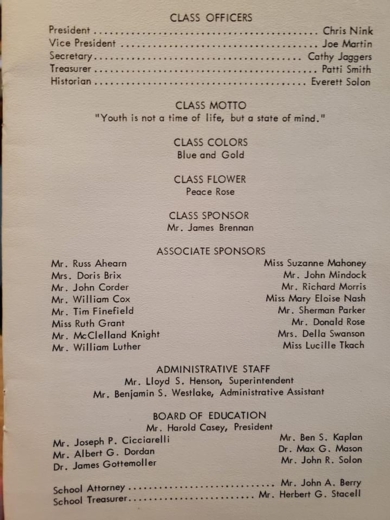 CLASS OFFICERS
President ........................................ Chris Nink
Vice President ................................... Joe Martin
Secretary ...................................... Cathy Jaggers
Treasurer ........................................ Patti Smith
Historian ...................................... Everett Solon
CLASS MOTTO
"Youth is not a time of life, but a state of mind."
CLASS COLORS
Blue and Gold
CLASS FLOWER
Peace Rose
CLASS SPONSOR
Mr. James Brennan
ASSOCIATE SPONSORS
Mr. Russ Ahearn Miss Suzanne Mahoney
Mrs. Doris Brix Mr. John Mindock
Mr. John Corder Mr. Richard Morris
Mr. William Cox Miss Mary Eloise Nash
Mr. Tim Finefield Mr. Sherman Parker
Miss Ruth Grant Mr. Donald Rose
Mr. McClelland Knight Mrs. Della Swanson
Mr. William Luther Miss Lucille Tkach
ADMINISTRATIVE STAFF
Mr. Lloyd S. Henson, Superintendent
Mr. Benjamin S. Westlake, Administrative Assistant
BOARD OF EDUCATION
Mr. Harold Casey, President
Mr. Joseph P. Cicciarelli Mr. Ben S. Kaplan
Mr. Albert G. Dordan Dr. Max G. Mason
Dr. James Gottemoller Mr. John R. Solon
School Attorney .............................. Mr. John A. Berry
School Treasurer .......................... Mr. Herbert G. Stacell